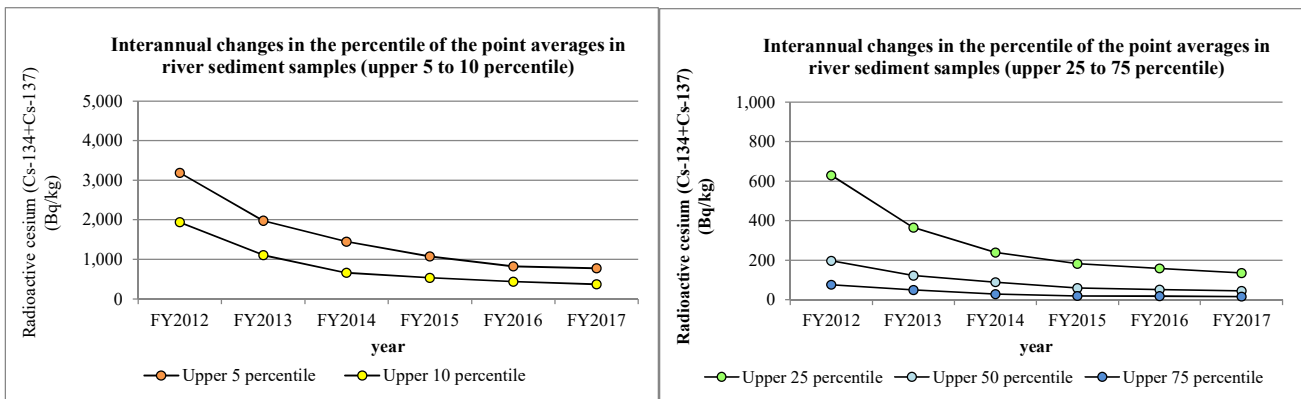 Interannual changes in the percentile of the point averages in
river sediment samples (upper 5 to 10 percentile)
Radioactive cesium (Cs-134+Cs-137)
(Bq/kg)
5,000
4,000
3,000
2,000
1,000
0
FY2012 FY2013 FY2014 FY2015 FY2016 FY2017
year
Upper 5 percentile Upper 10 percentile
Interannual changes in the percentile of the point averages in
river sediment samples (upper 25 to 75 percentile)
Radioactive cesium (Cs-134+Cs-137)
(Bq/kg)
1,000
800
600
400
200
0
FY2012 FY2013 FY2014 FY2015 FY2016 FY2017
year
Upper 25 percentile Upper 50 percentile Upper 75 percentile